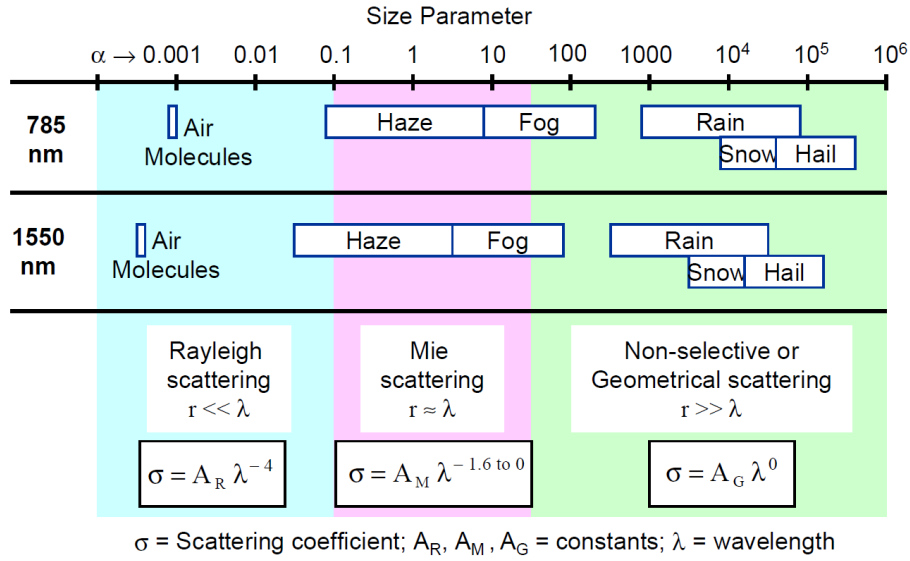 Size Parameter
α → 0.001 0.01 0.1 1 10 100 1000 10⁴ 10⁵ 10⁶
785
nm
Air
Molecules
Haze
Fog
Rain
Snow
Hail
1550
nm
Air
Molecules
Haze
Fog
Rain
Snow
Hail
Rayleigh
scattering
r << λ
Mie
scattering
r ≈ λ
Non-selective or
Geometrical scattering
r >> λ
σ = A_R λ⁻⁴
σ = A_M λ^(−1.6 to 0)
σ = A_G λ⁰
σ = Scattering coefficient; A_R, A_M, A_G = constants; λ = wavelength